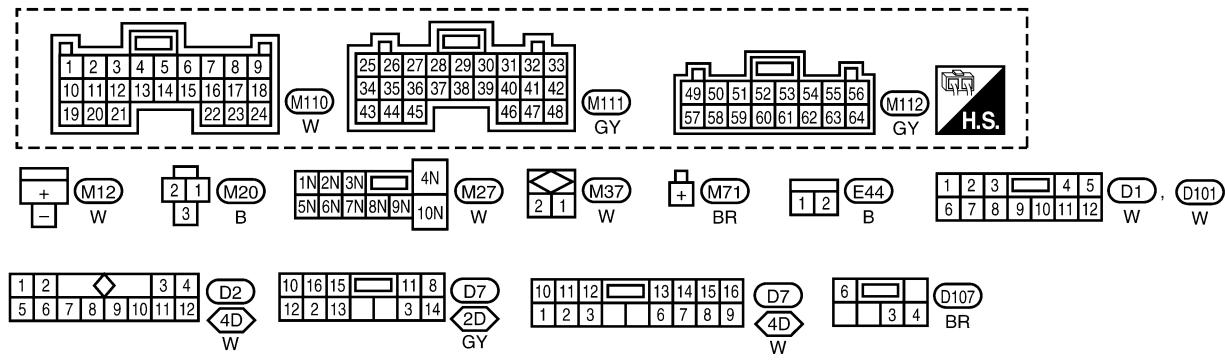 1 2 3 4 5 6 7 8 9
10 11 12 13 14 15 16 17 18
19 20 21 22 23 24
M110
W
25 26 27 28 29 30 31 32 33
34 35 36 37 38 39 40 41 42
43 44 45 46 47 48
M111
GY
49 50 51 52 53 54 55 56
57 58 59 60 61 62 63 64
M112
GY
H.S.
+
−
M12
W
2 1
3
M20
B
1N 2N 3N 4N
5N 6N 7N 8N 9N 10N
M27
W
2 1
M37
W
+
M71
BR
1 2
E44
B
1 2 3 4 5
6 7 8 9 10 11 12
D1 , D101
W W
1 2 3 4
5 6 7 8 9 10 11 12
D2
4D
W
10 16 15 11 8
12 2 13 3 14
D7
2D
GY
10 11 12 13 14 15 16
1 2 3 6 7 8 9
D7
4D
W
6
3 4
D107
BR